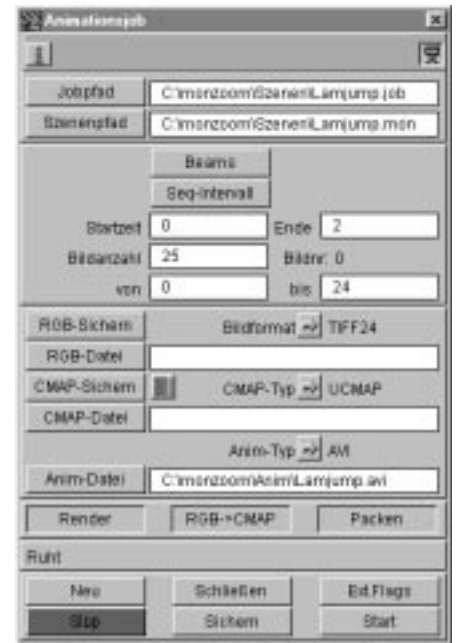 Animationsjob
Jobpfad C:\monzoom\Szenen\Lamjump.job
Szenenpfad C:\monzoom\Szenen\Lamjump.mon
Beams
Seq-Intervall
Startzeit 0 Ende 2
Bildanzahl 25 Bildnr: 0
von 0 bis 24
RGB-Sichern Bildformat TIFF24
RGB-Datei
CMAP-Sichern CMAP-Typ UCMAP
CMAP-Datei
Anim-Typ AVI
Anim-Datei C:\monzoom\Anim\Lamjump.avi
Render RGB->CMAP Packen
Ruht
Neu Schließen Ext.Flags
Stop Sichern Start